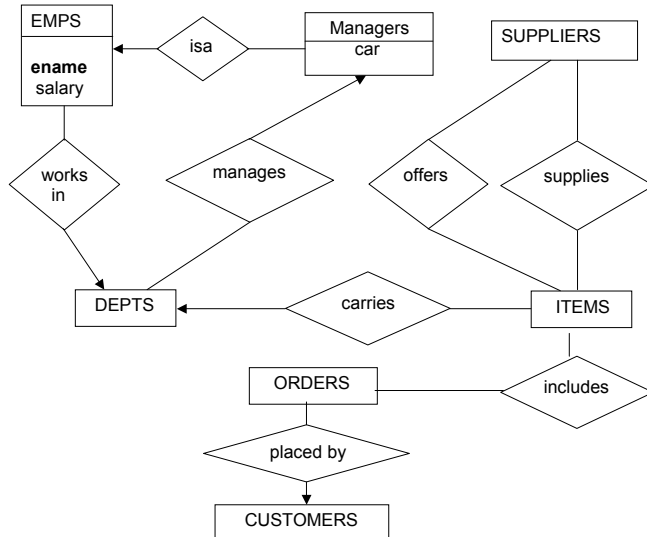 EMPS
ename
salary
isa
Managers
car
SUPPLIERS
works
in
manages
offers
supplies
DEPTS
carries
ITEMS
ORDERS
includes
placed by
CUSTOMERS